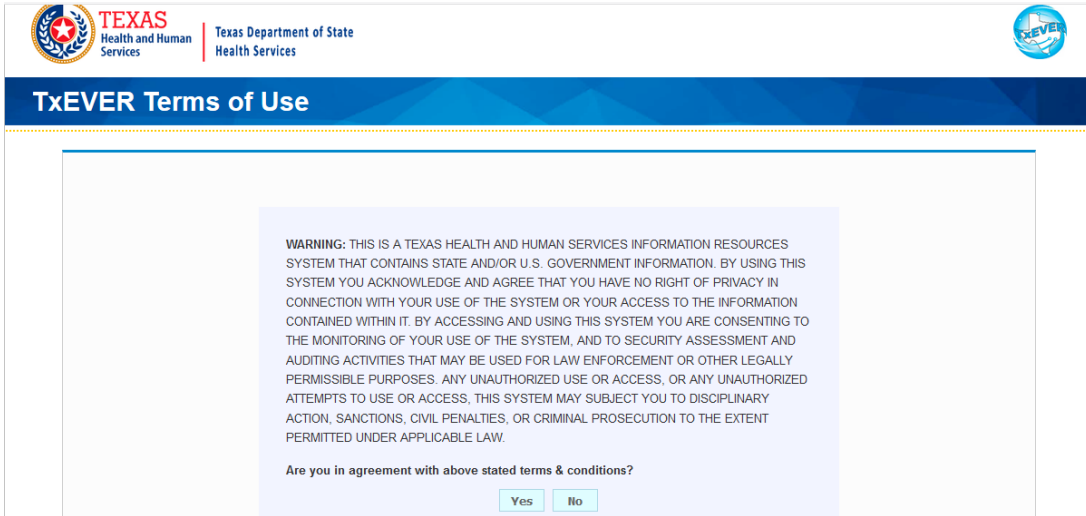 TEXAS
Health and Human
Services
Texas Department of State
Health Services
TxEVER
TxEVER Terms of Use
WARNING: THIS IS A TEXAS HEALTH AND HUMAN SERVICES INFORMATION RESOURCES
SYSTEM THAT CONTAINS STATE AND/OR U.S. GOVERNMENT INFORMATION. BY USING THIS
SYSTEM YOU ACKNOWLEDGE AND AGREE THAT YOU HAVE NO RIGHT OF PRIVACY IN
CONNECTION WITH YOUR USE OF THE SYSTEM OR YOUR ACCESS TO THE INFORMATION
CONTAINED WITHIN IT. BY ACCESSING AND USING THIS SYSTEM YOU ARE CONSENTING TO
THE MONITORING OF YOUR USE OF THE SYSTEM, AND TO SECURITY ASSESSMENT AND
AUDITING ACTIVITIES THAT MAY BE USED FOR LAW ENFORCEMENT OR OTHER LEGALLY
PERMISSIBLE PURPOSES. ANY UNAUTHORIZED USE OR ACCESS, OR ANY UNAUTHORIZED
ATTEMPTS TO USE OR ACCESS, THIS SYSTEM MAY SUBJECT YOU TO DISCIPLINARY
ACTION, SANCTIONS, CIVIL PENALTIES, OR CRIMINAL PROSECUTION TO THE EXTENT
PERMITTED UNDER APPLICABLE LAW.
Are you in agreement with above stated terms & conditions?
Yes No